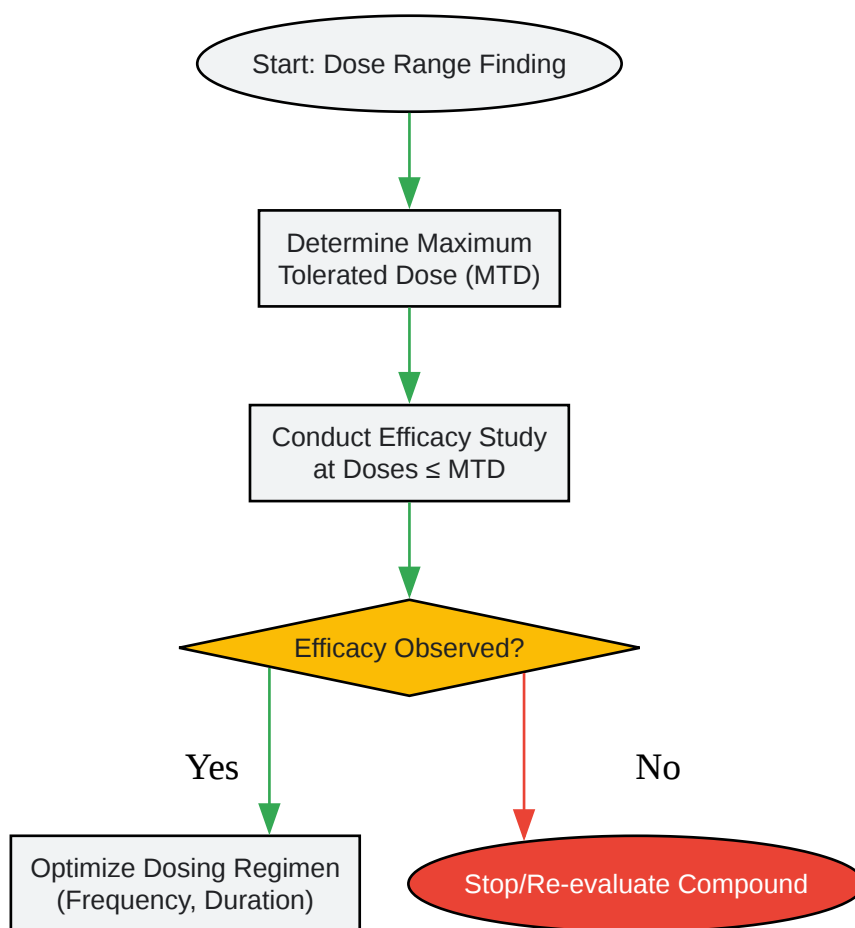 Start: Dose Range Finding
Determine Maximum
Tolerated Dose (MTD)
Conduct Efficacy Study
at Doses ≤ MTD
Efficacy Observed?
Yes
No
Optimize Dosing Regimen
(Frequency, Duration)
Stop/Re-evaluate Compound